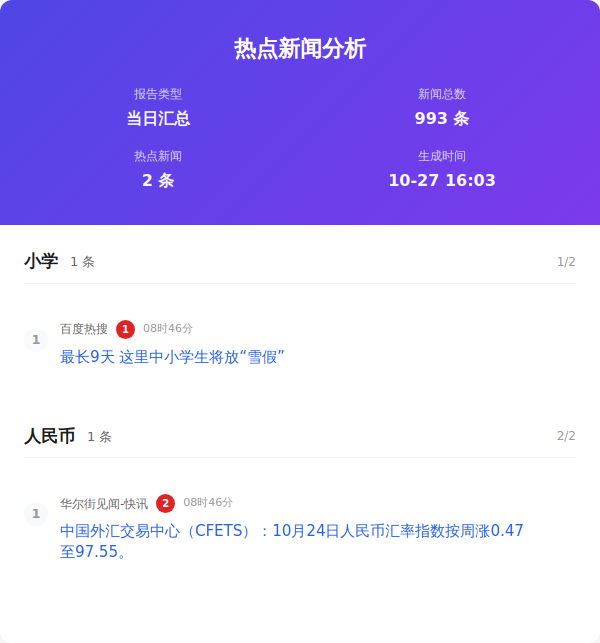 热点新闻分析
报告类型
当日汇总
新闻总数
993 条
热点新闻
2 条
生成时间
10-27 16:03
小学 1 条 1/2
1
百度热搜 1 08时46分
最长9天 这里中小学生将放“雪假”
人民币 1 条 2/2
1
华尔街见闻-快讯 2 08时46分
中国外汇交易中心（CFETS）：10月24日人民币汇率指数按周涨0.47
至97.55。